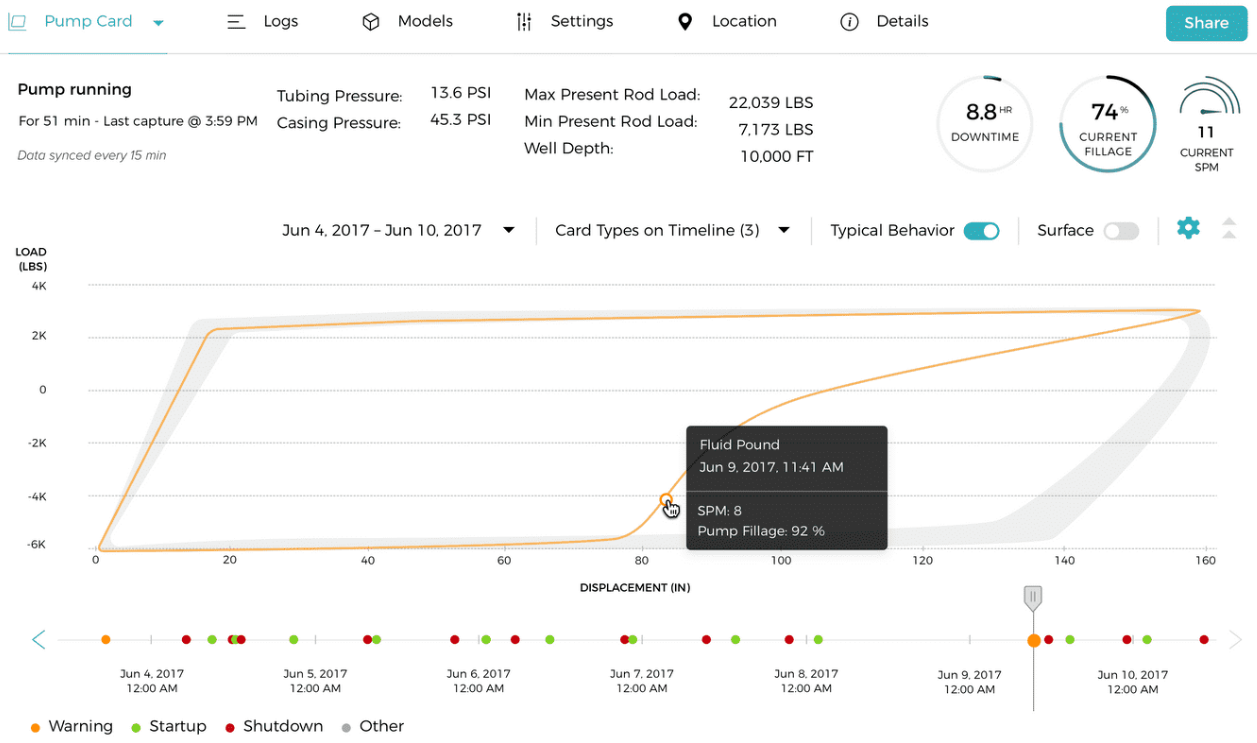 Pump Card
Logs
Models
Settings
Location
Details
Share
Pump running
For 51 min - Last capture @ 3:59 PM
Data synced every 15 min
Tubing Pressure: 13.6 PSI
Casing Pressure: 45.3 PSI
Max Present Rod Load: 22,039 LBS
Min Present Rod Load: 7,173 LBS
Well Depth: 10,000 FT
8.8 HR
DOWNTIME
74 %
CURRENT
FILLAGE
11
CURRENT
SPM
Jun 4, 2017 – Jun 10, 2017
Card Types on Timeline (3)
Typical Behavior
Surface
LOAD
(LBS)
4K
2K
0
-2K
-4K
-6K
Fluid Pound
Jun 9, 2017, 11:41 AM
SPM: 8
Pump Fillage: 92 %
0 20 40 60 80 100 120 140 160
DISPLACEMENT (IN)
Jun 4, 2017
12:00 AM
Jun 5, 2017
12:00 AM
Jun 6, 2017
12:00 AM
Jun 7, 2017
12:00 AM
Jun 8, 2017
12:00 AM
Jun 9, 2017
12:00 AM
Jun 10, 2017
12:00 AM
Warning Startup Shutdown Other